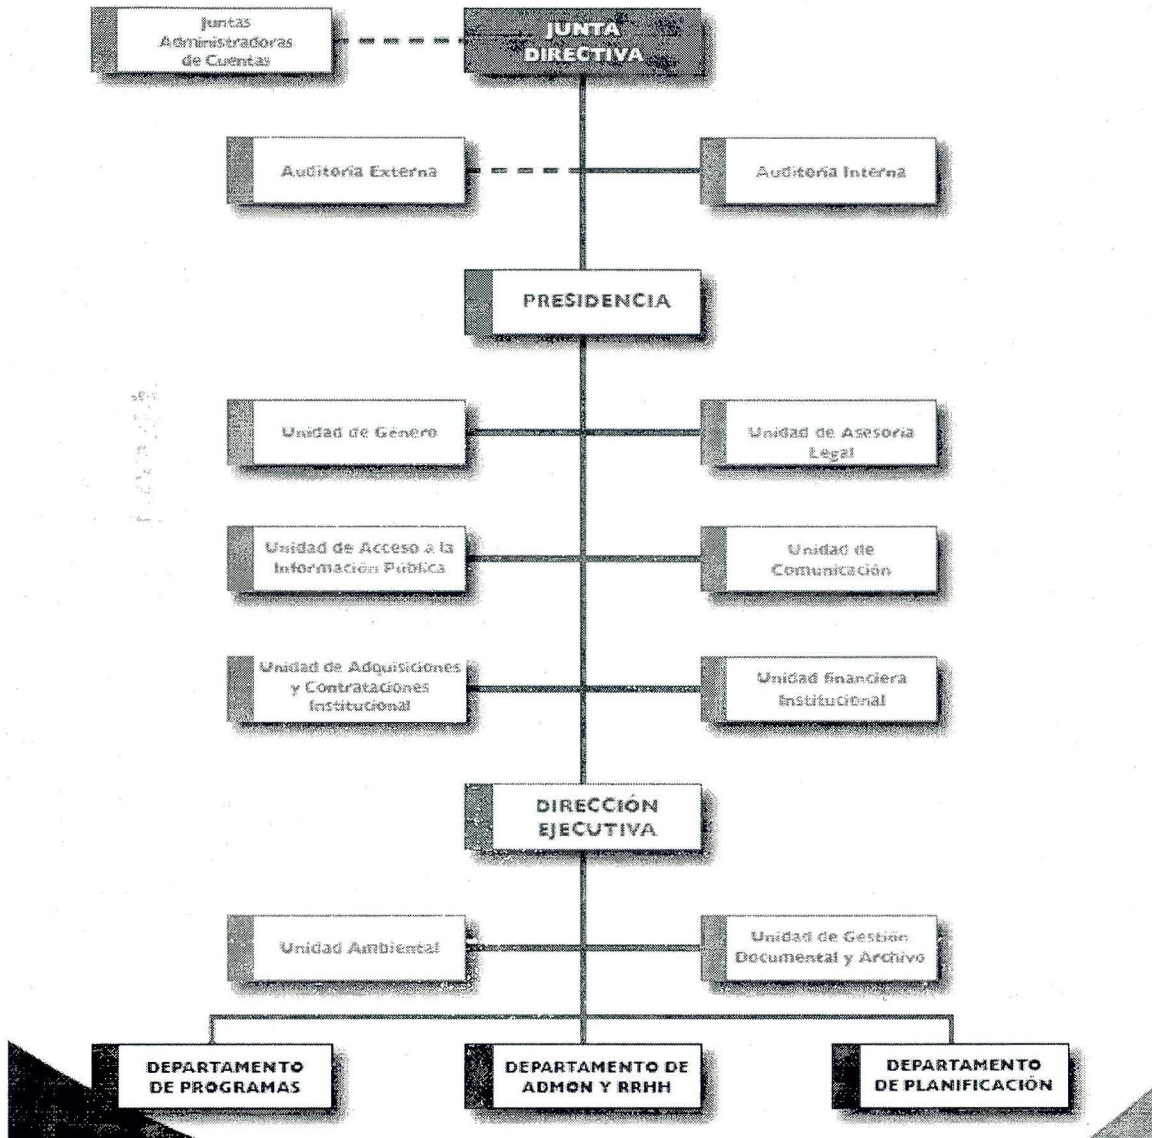 Juntas
Administradoras
de Cuentas
JUNTA
DIRECTIVA
Auditoría Externa
Auditoría Interna
PRESIDENCIA
Unidad de Género
Unidad de Asesoría
Legal
Unidad de Acceso a la
Información Pública
Unidad de
Comunicación
Unidad de Adquisiciones
y Contrataciones
Institucional
Unidad financiera
Institucional
DIRECCIÓN
EJECUTIVA
Unidad Ambiental
Unidad de Gestión
Documental y Archivo
DEPARTAMENTO
DE PROGRAMAS
DEPARTAMENTO DE
ADMON Y RRHH
DEPARTAMENTO
DE PLANIFICACIÓN